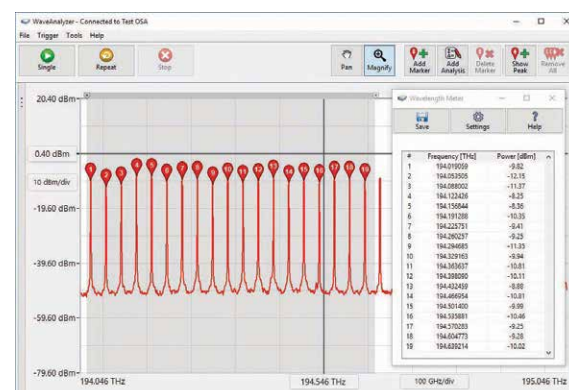 WaveAnalyzer - Connected to Test OSA
File Trigger Tools Help
Single Repeat Stop Pan Magnify Add Marker Add Analysis Delete Marker Show Peak Remove All
20.40 dBm
0.40 dBm
10 dBm/div
-19.60 dBm
-39.60 dBm
-59.60 dBm
-79.60 dBm
1 2 3 4 5 6 7 8 9 10 11 12 13 14 15 16 17 18 19
194.046 THz 194.546 THz 100 GHz/div 195.046 THz
Wavelength Meter
Save Settings Help
# Frequency [THz] Power [dBm]
1 194.019059 -9.82
2 194.053505 -12.15
3 194.088002 -11.37
4 194.122426 -8.25
5 194.156844 -8.36
6 194.191288 -10.35
7 194.225751 -9.41
8 194.260257 -9.25
9 194.294685 -11.35
10 194.329163 -9.94
11 194.363637 -10.81
12 194.398090 -10.11
13 194.432459 -8.88
14 194.466954 -10.81
15 194.501400 -9.98
16 194.535881 -10.46
17 194.570283 -9.25
18 194.604773 -9.28
19 194.639214 -10.02